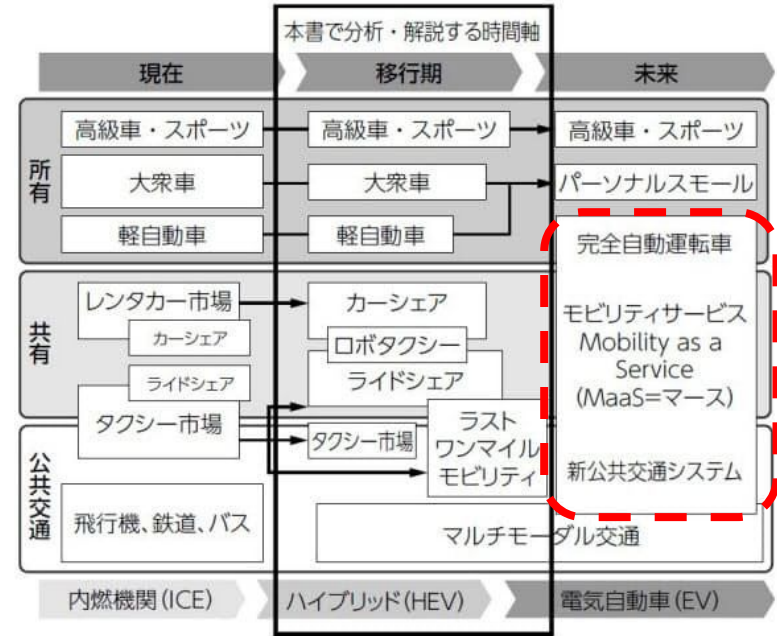 本書で分析・解説する時間軸
現在
移行期
未来
所有
高級車・スポーツ
高級車・スポーツ
高級車・スポーツ
大衆車
大衆車
パーソナルスモール
軽自動車
軽自動車
完全自動運転車
共有
レンタカー市場
カーシェア
カーシェア
ロボタクシー
ライドシェア
ライドシェア
モビリティサービス
Mobility as a
Service
(MaaS=マース)
公共交通
タクシー市場
タクシー市場
ラスト
ワンマイル
モビリティ
新公共交通システム
飛行機、鉄道、バス
マルチモーダル交通
内燃機関(ICE)
ハイブリッド(HEV)
電気自動車(EV)